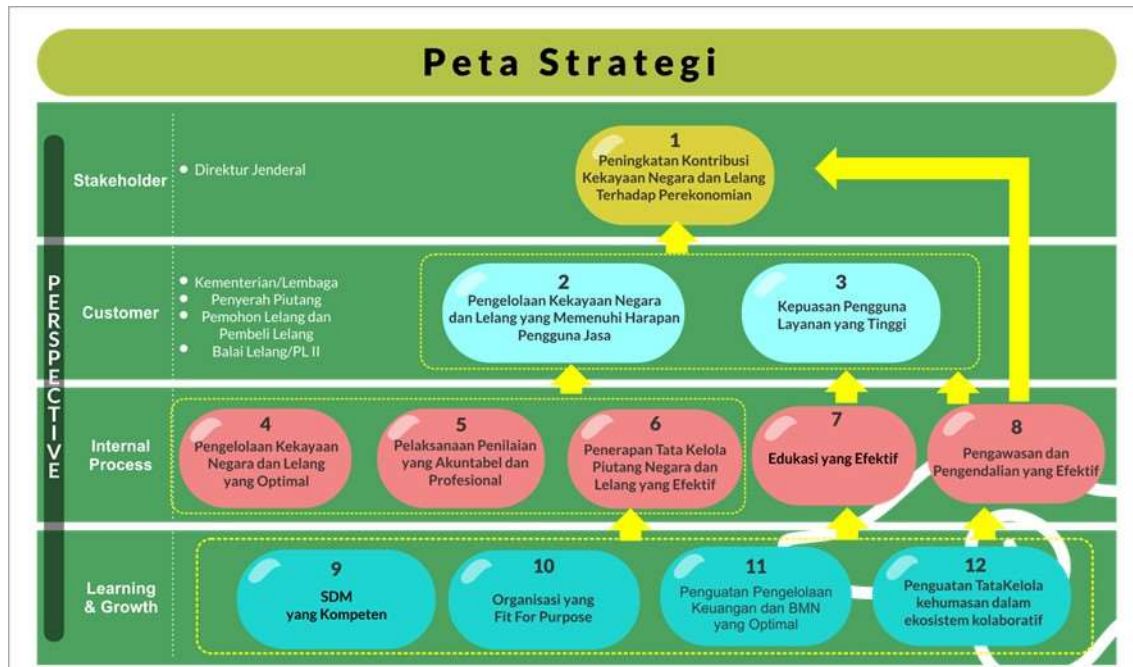 Peta Strategi
PERSPECTIVE
Stakeholder
Direktur Jenderal
1
Peningkatan Kontribusi
Kekayaan Negara dan Lelang
Terhadap Perekonomian
Customer
Kementerian/Lembaga
Penyerah Piutang
Pemohon Lelang dan
Pembeli Lelang
Balai Lelang/PL II
2
Pengelolaan Kekayaan Negara
dan Lelang yang Memenuhi Harapan
Pengguna Jasa
3
Kepuasan Pengguna
Layanan yang Tinggi
Internal
Process
4
Pengelolaan Kekayaan
Negara dan Lelang
yang Optimal
5
Pelaksanaan Penilaian
yang Akuntabel dan
Profesional
6
Penerapan Tata Kelola
Piutang Negara dan
Lelang yang Efektif
7
Edukasi yang Efektif
8
Pengawasan dan
Pengendalian yang Efektif
Learning
& Growth
9
SDM
yang Kompeten
10
Organisasi yang
Fit For Purpose
11
Penguatan Pengelolaan
Keuangan dan BMN
yang Optimal
12
Penguatan TataKelola
kehumasan dalam
ekosistem kolaboratif